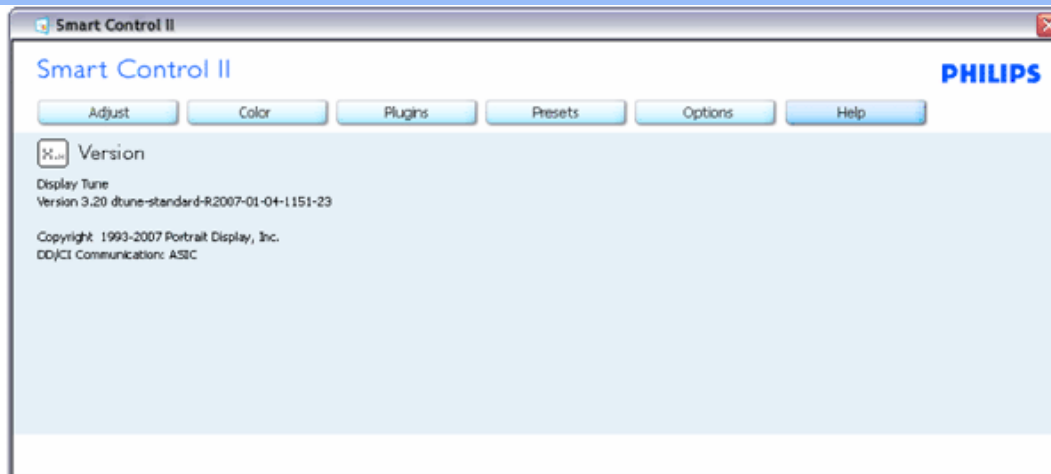 Smart Control II
Smart Control II
PHILIPS
Adjust Color Plugins Presets Options Help
X.xx Version
Display Tune
Version 3.20 dtune-standard-R2007-01-04-1151-23
Copyright 1993-2007 Portrait Display, Inc.
DD/CI Communication: ASIC